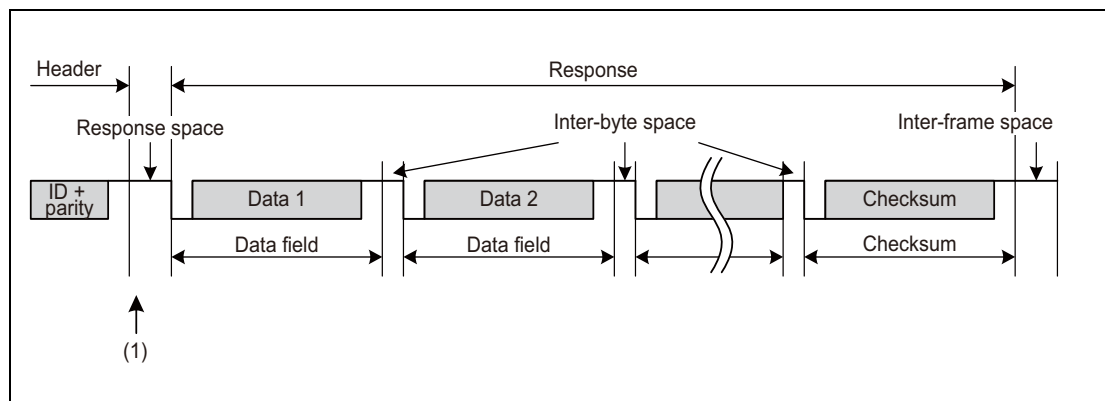 Header
Response
Response space
Inter-byte space
Inter-frame space
ID +
parity
Data 1
Data 2
Checksum
Data field
Data field
Checksum
(1)